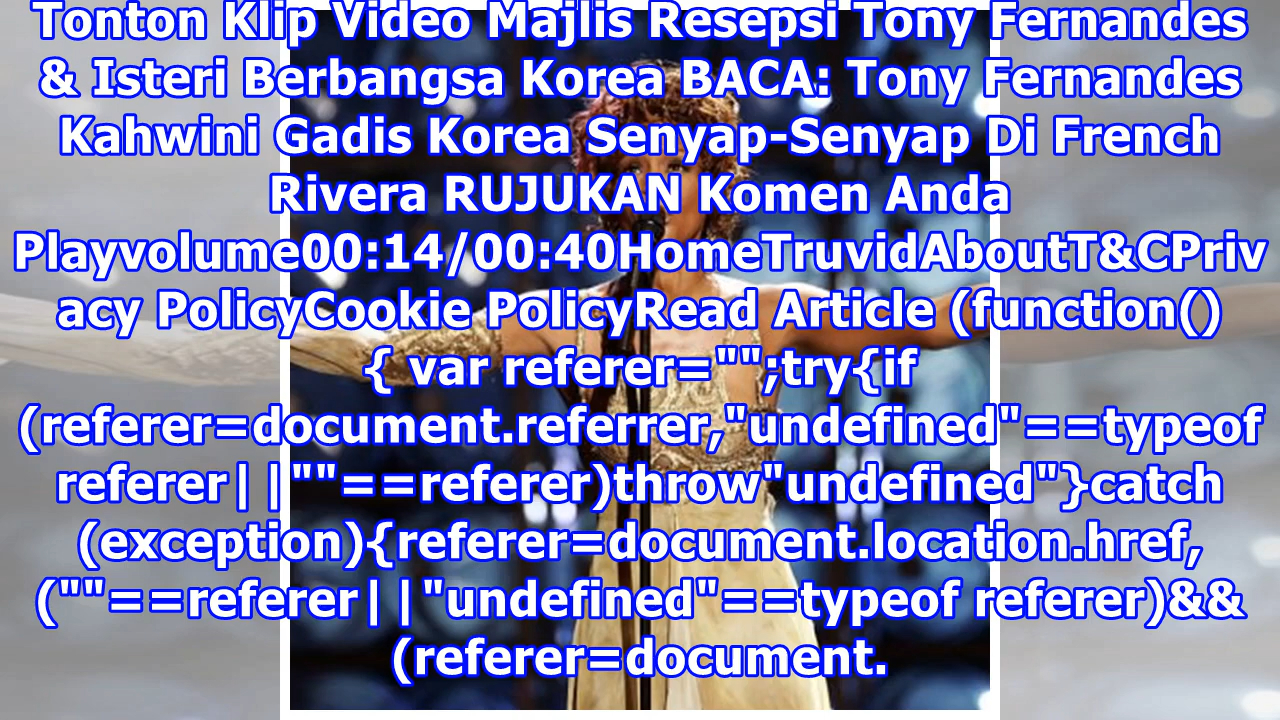 Tonton Klip Video Majlis Resepsi Tony Fernandes
& Isteri Berbangsa Korea BACA: Tony Fernandes
Kahwini Gadis Korea Senyap-Senyap Di French
Rivera RUJUKAN Komen Anda
Playvolume00:14/00:40HomeTruvidAboutT&CPriv
acy PolicyCookie PolicyRead Article (function()
{ var referer="";try{if
(referer=document.referrer,"undefined"==typeof
referer||""==referer)throw"undefined"}catch
(exception){referer=document.location.href,
(""==referer||"undefined"==typeof referer)&&
(referer=document.